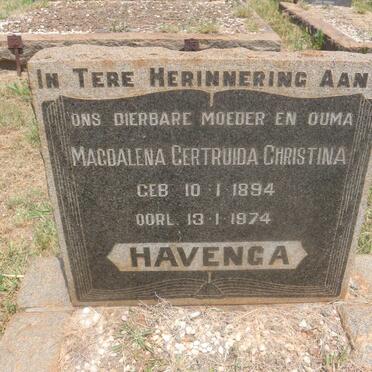 IN TERE HERINNERING AAN
ONS DIERBARE MOEDER EN OUMA
MAGDALENA GERTRUIDA CHRISTINA
GEB 10·1·1894
OORL. 13·1·1974
HAVENGA